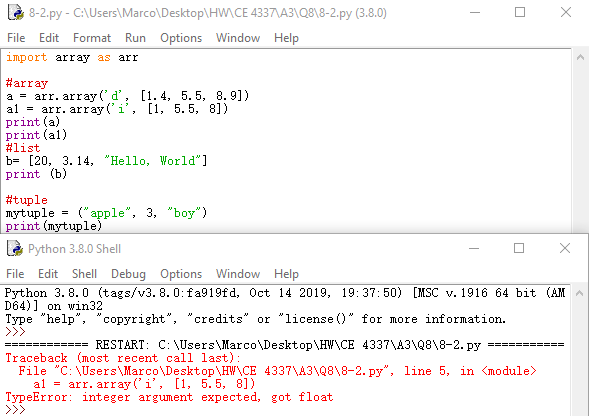 8-2.py - C:\Users\Marco\Desktop\HW\CE 4337\A3\Q8\8-2.py (3.8.0)
File Edit Format Run Options Window Help
import array as arr
#array
a = arr.array('d', [1.4, 5.5, 8.9])
a1 = arr.array('i', [1, 5.5, 8])
print(a)
print(a1)
#list
b= [20, 3.14, "Hello, World"]
print (b)
#tuple
mytuple = ("apple", 3, "boy")
print(mytuple)
Python 3.8.0 Shell
File Edit Shell Debug Options Window Help
Python 3.8.0 (tags/v3.8.0:fa919fd, Oct 14 2019, 19:37:50) [MSC v.1916 64 bit (AM
D64)] on win32
Type "help", "copyright", "credits" or "license()" for more information.
>>>
============ RESTART: C:\Users\Marco\Desktop\HW\CE 4337\A3\Q8\8-2.py ===========
Traceback (most recent call last):
  File "C:\Users\Marco\Desktop\HW\CE 4337\A3\Q8\8-2.py", line 5, in <module>
    a1 = arr.array('i', [1, 5.5, 8])
TypeError: integer argument expected, got float
>>>